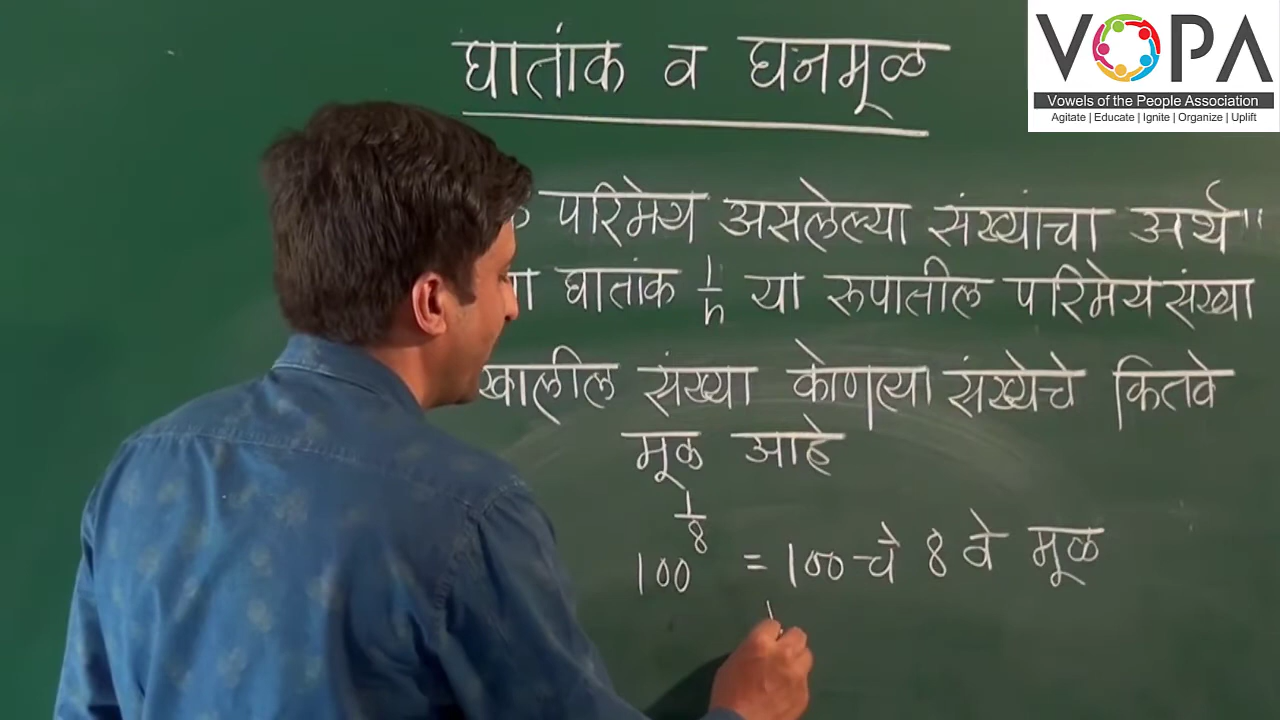 घातांक व घनमूळ
VOPA
Vowels of the People Association
Agitate | Educate | Ignite | Organize | Uplift
परिमेय असलेल्या संख्यांचा अर्थ"
घातांक 1/n या रूपातील परिमेय संख्या
खालील संख्या कोणत्या संख्येचे कितवे
मूळ आहे
100^(1/8) = 100 चे 8 वे मूळ